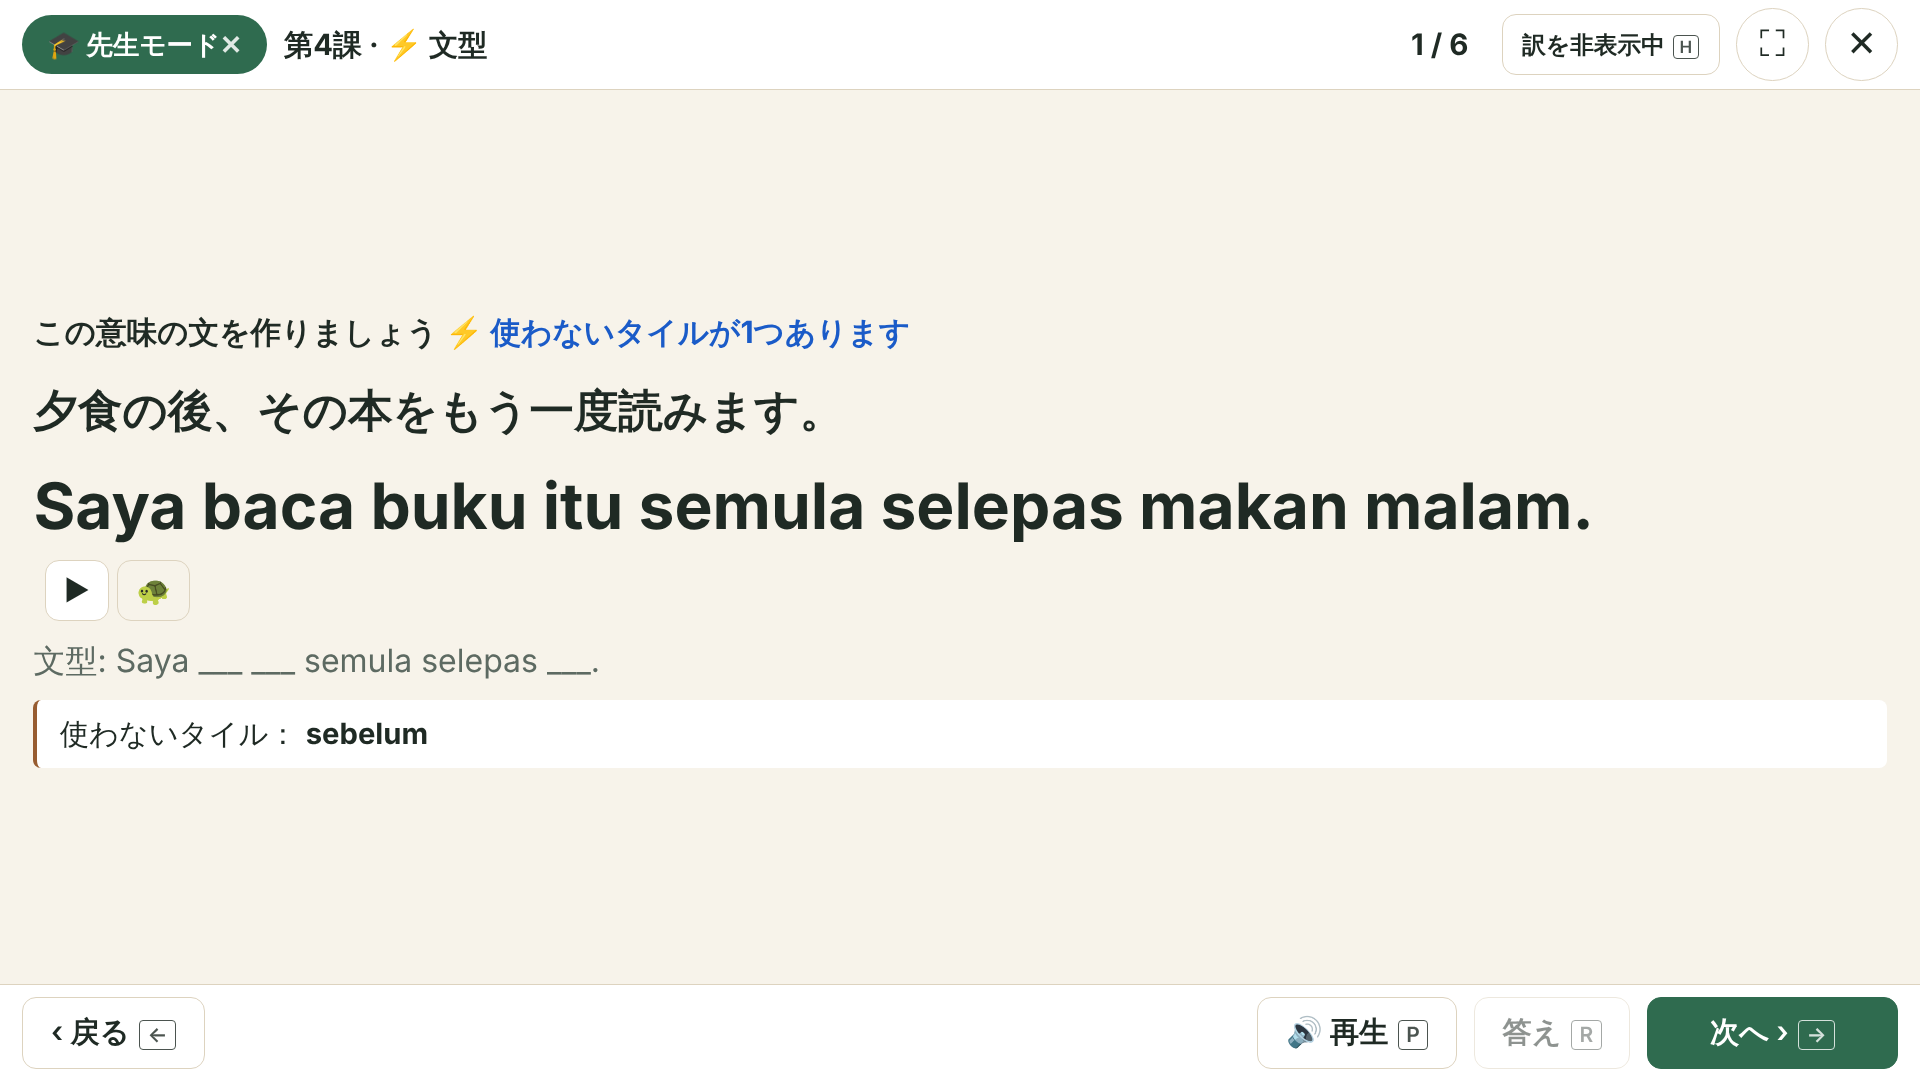 🎓 先生モード✕ 第4課 · ⚡ 文型 1 / 6 訳を非表示中 H ✕
この意味の文を作りましょう ⚡ 使わないタイルが1つあります
夕食の後、その本をもう一度読みます。
Saya baca buku itu semula selepas makan malam.
▶ 🐢
文型: Saya ___ ___ semula selepas ___.
使わないタイル： sebelum
‹ 戻る ← 🔊 再生 P 答え R 次へ › →